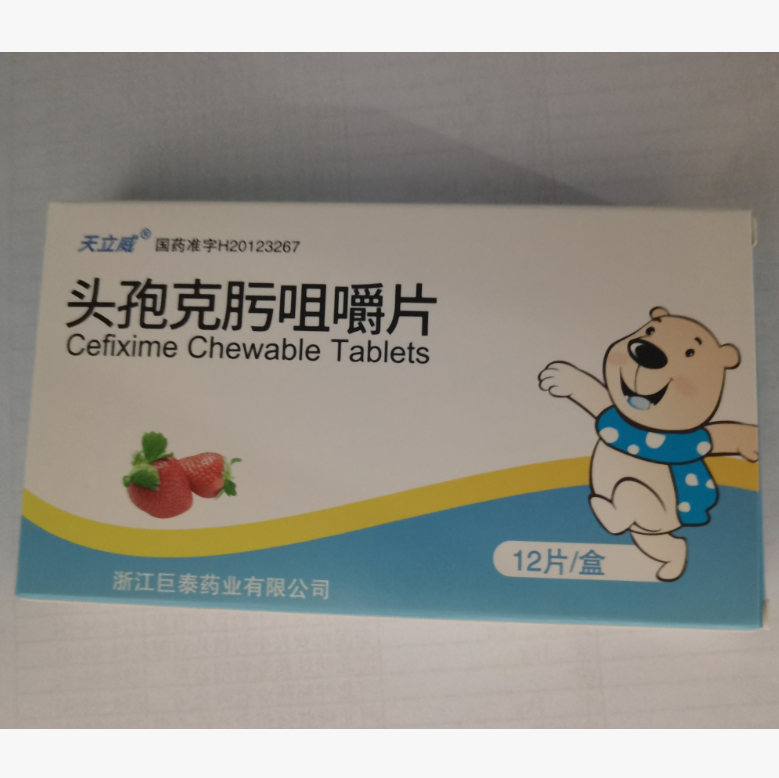 天立威® 国药准字H20123267
头孢克肟咀嚼片
Cefixime Chewable Tablets
12片/盒
浙江巨泰药业有限公司